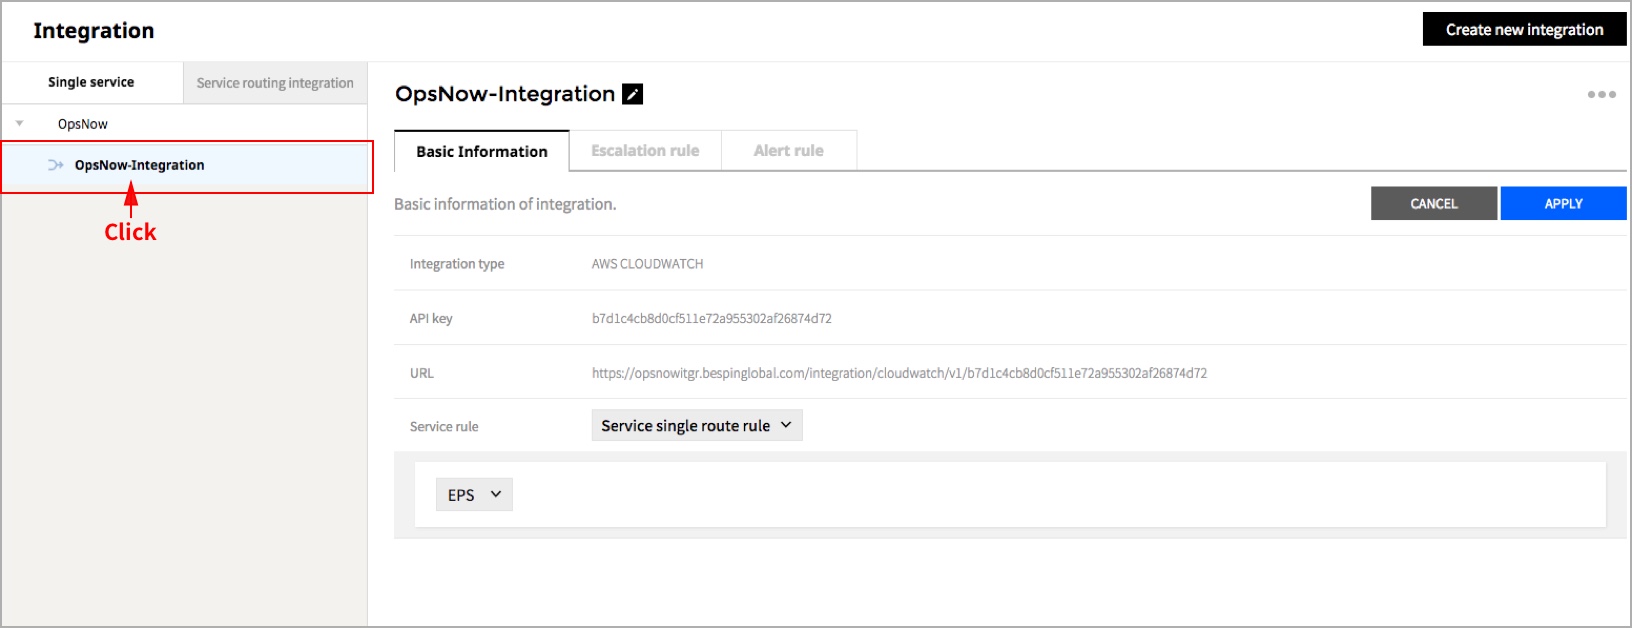 Integration
Create new integration
Single service
Service routing integration
OpsNow
OpsNow-Integration
Click
OpsNow-Integration
Basic Information
Escalation rule
Alert rule
Basic information of integration.
CANCEL
APPLY
Integration type
AWS CLOUDWATCH
API key
b7d1c4cb8d0cf511e72a955302af26874d72
URL
https://opsnowitgr.bespinglobal.com/integration/cloudwatch/v1/b7d1c4cb8d0cf511e72a955302af26874d72
Service rule
Service single route rule
EPS